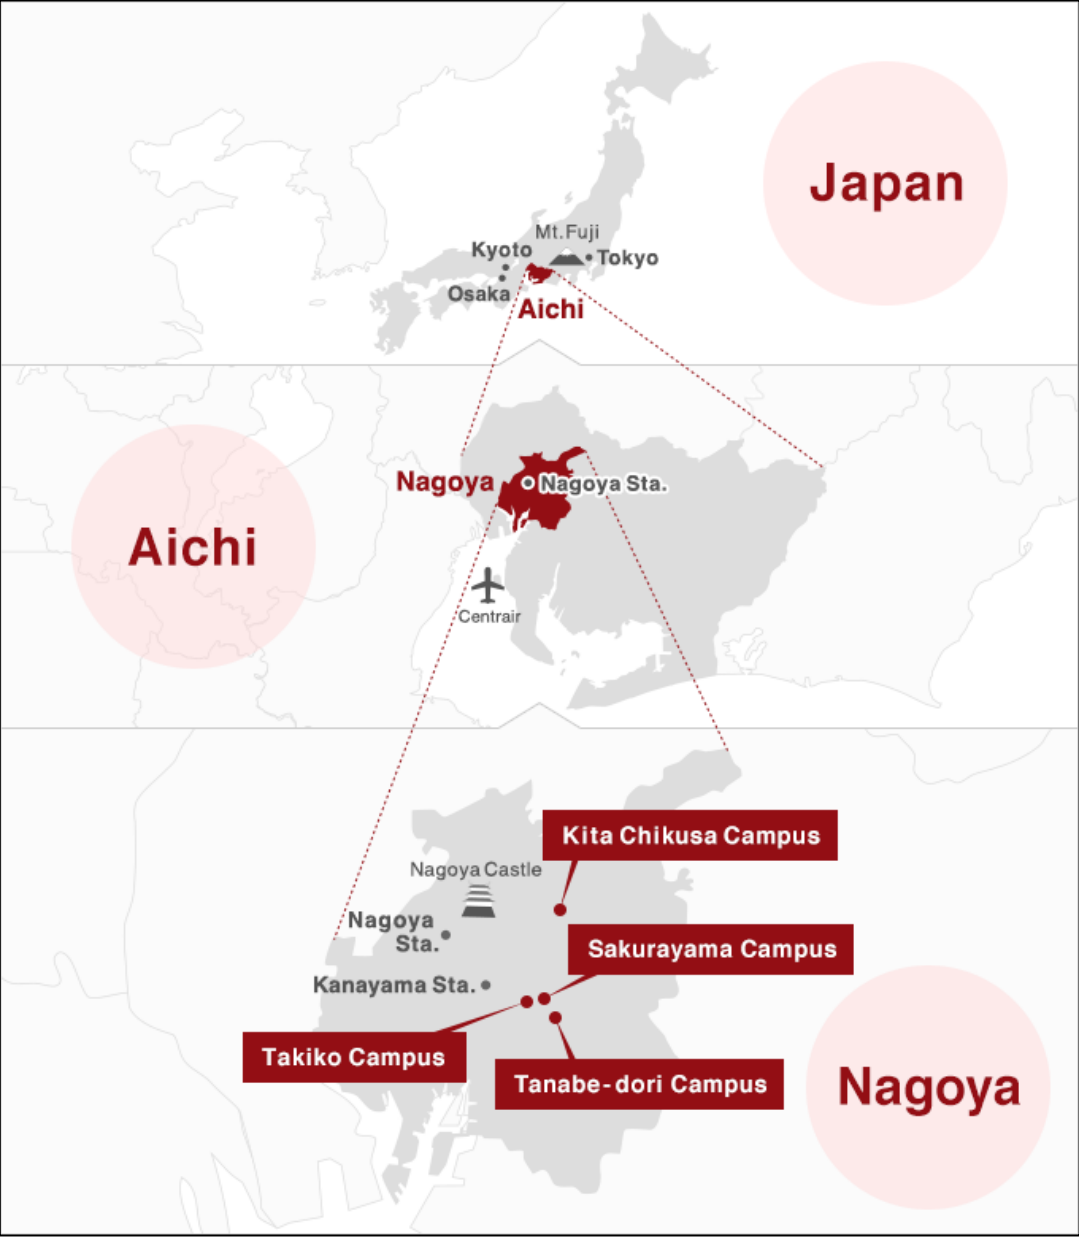 Japan
Mt.Fuji
Kyoto
Tokyo
Osaka
Aichi
Nagoya
Nagoya Sta.
Aichi
Centrair
Kita Chikusa Campus
Nagoya Castle
Nagoya
Sta.
Sakurayama Campus
Kanayama Sta.
Takiko Campus
Tanabe-dori Campus
Nagoya